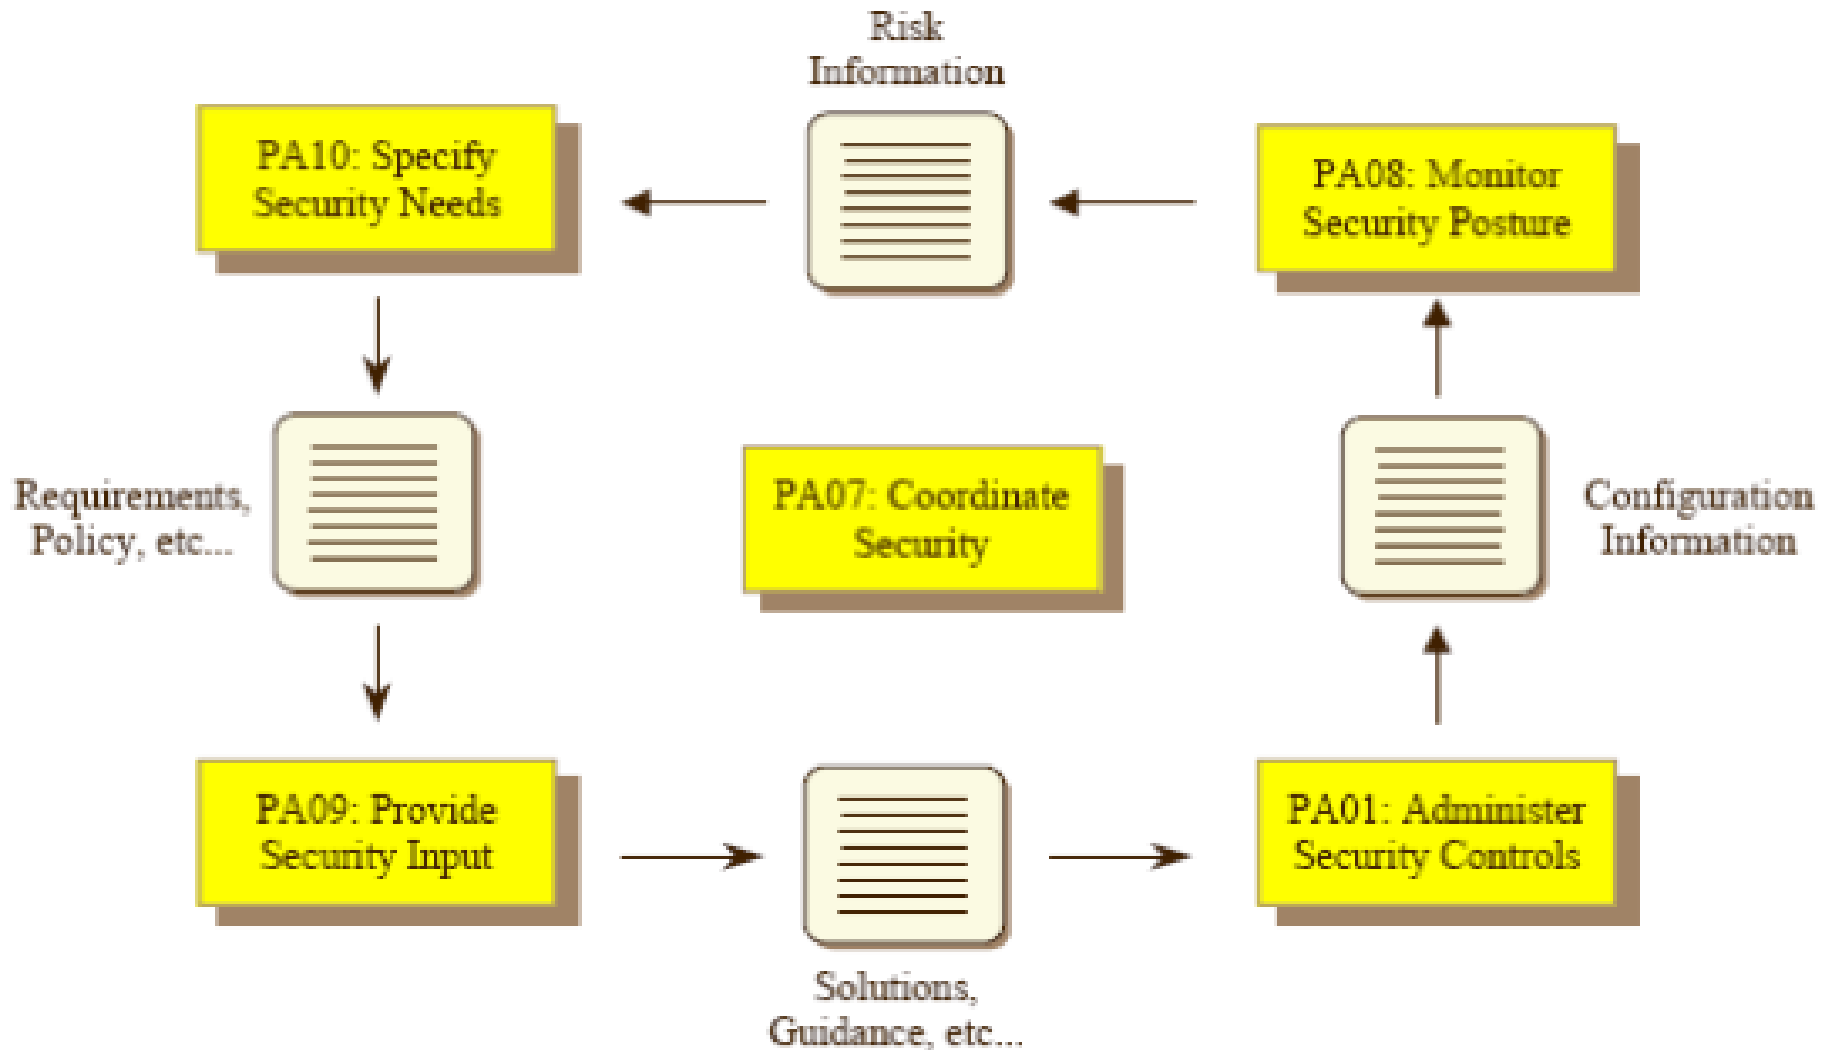 Risk
Information
PA10: Specify
Security Needs
PA08: Monitor
Security Posture
Requirements,
Policy, etc...
PA07: Coordinate
Security
Configuration
Information
PA09: Provide
Security Input
PA01: Administer
Security Controls
Solutions,
Guidance, etc...